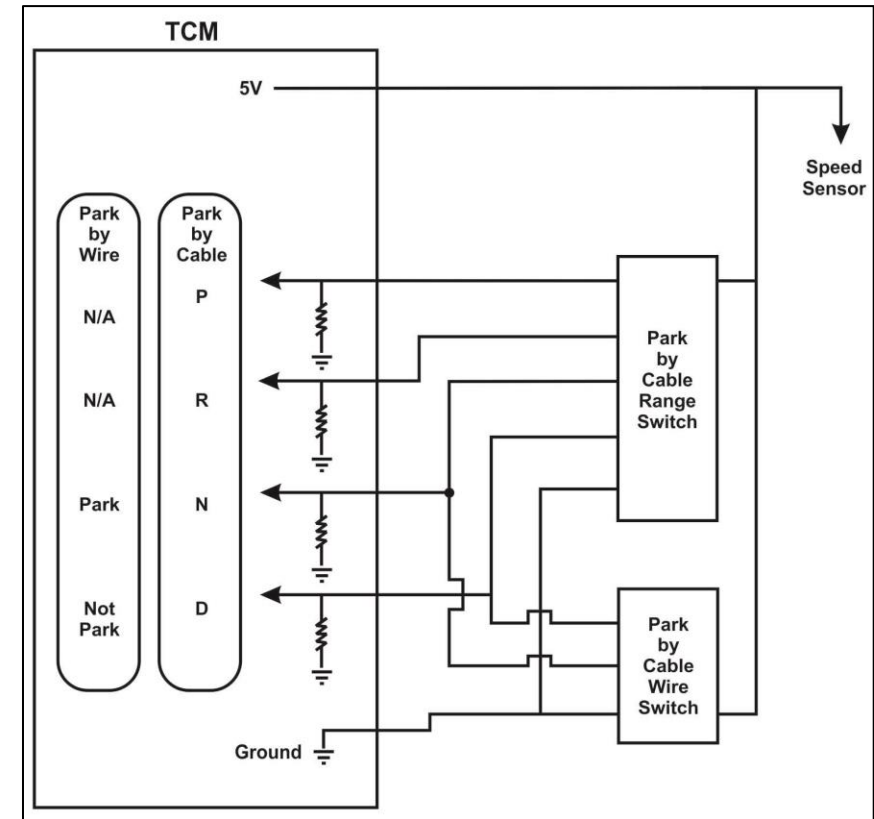 TCM
5V
Speed
Sensor
Park
by
Wire
N/A
N/A
Park
Not
Park
Park
by
Cable
P
R
N
D
Park
by
Cable
Range
Switch
Park
by
Cable
Wire
Switch
Ground